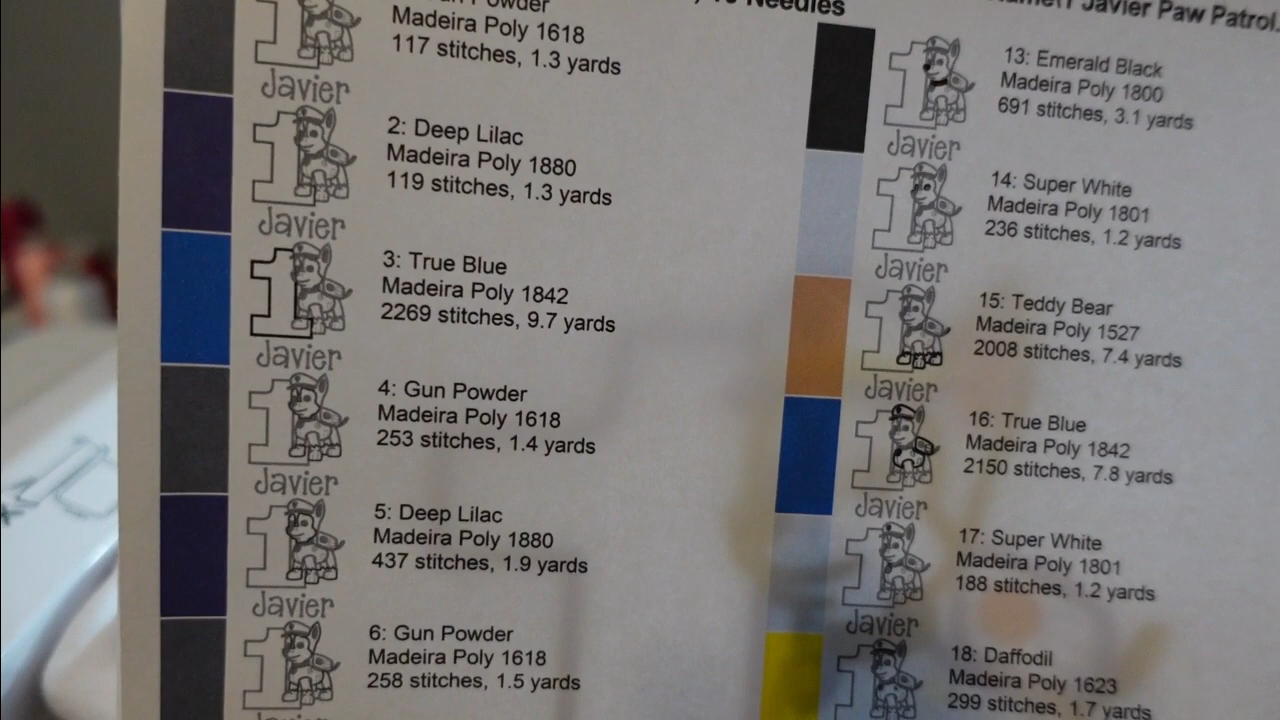 Needles
Powder
Madeira Poly 1618
117 stitches, 1.3 yards
Javier
2: Deep Lilac
Madeira Poly 1880
119 stitches, 1.3 yards
Javier
3: True Blue
Madeira Poly 1842
2269 stitches, 9.7 yards
Javier
4: Gun Powder
Madeira Poly 1618
253 stitches, 1.4 yards
Javier
5: Deep Lilac
Madeira Poly 1880
437 stitches, 1.9 yards
Javier
6: Gun Powder
Madeira Poly 1618
258 stitches, 1.5 yards
Javier Paw Patrol.
13: Emerald Black
Madeira Poly 1800
691 stitches, 3.1 yards
Javier
14: Super White
Madeira Poly 1801
236 stitches, 1.2 yards
Javier
15: Teddy Bear
Madeira Poly 1527
2008 stitches, 7.4 yards
Javier
16: True Blue
Madeira Poly 1842
2150 stitches, 7.8 yards
Javier
17: Super White
Madeira Poly 1801
188 stitches, 1.2 yards
Javier
18: Daffodil
Madeira Poly 1623
299 stitches, 1.7 yards